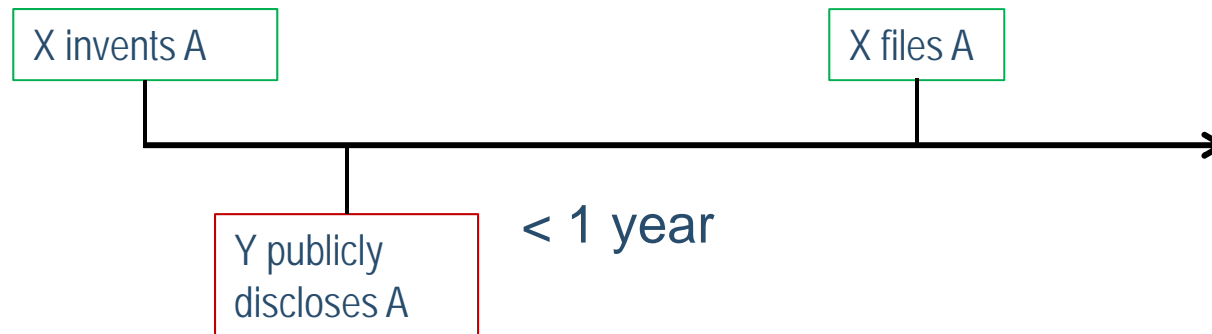 X invents A
X files A
Y publicly
discloses A
< 1 year